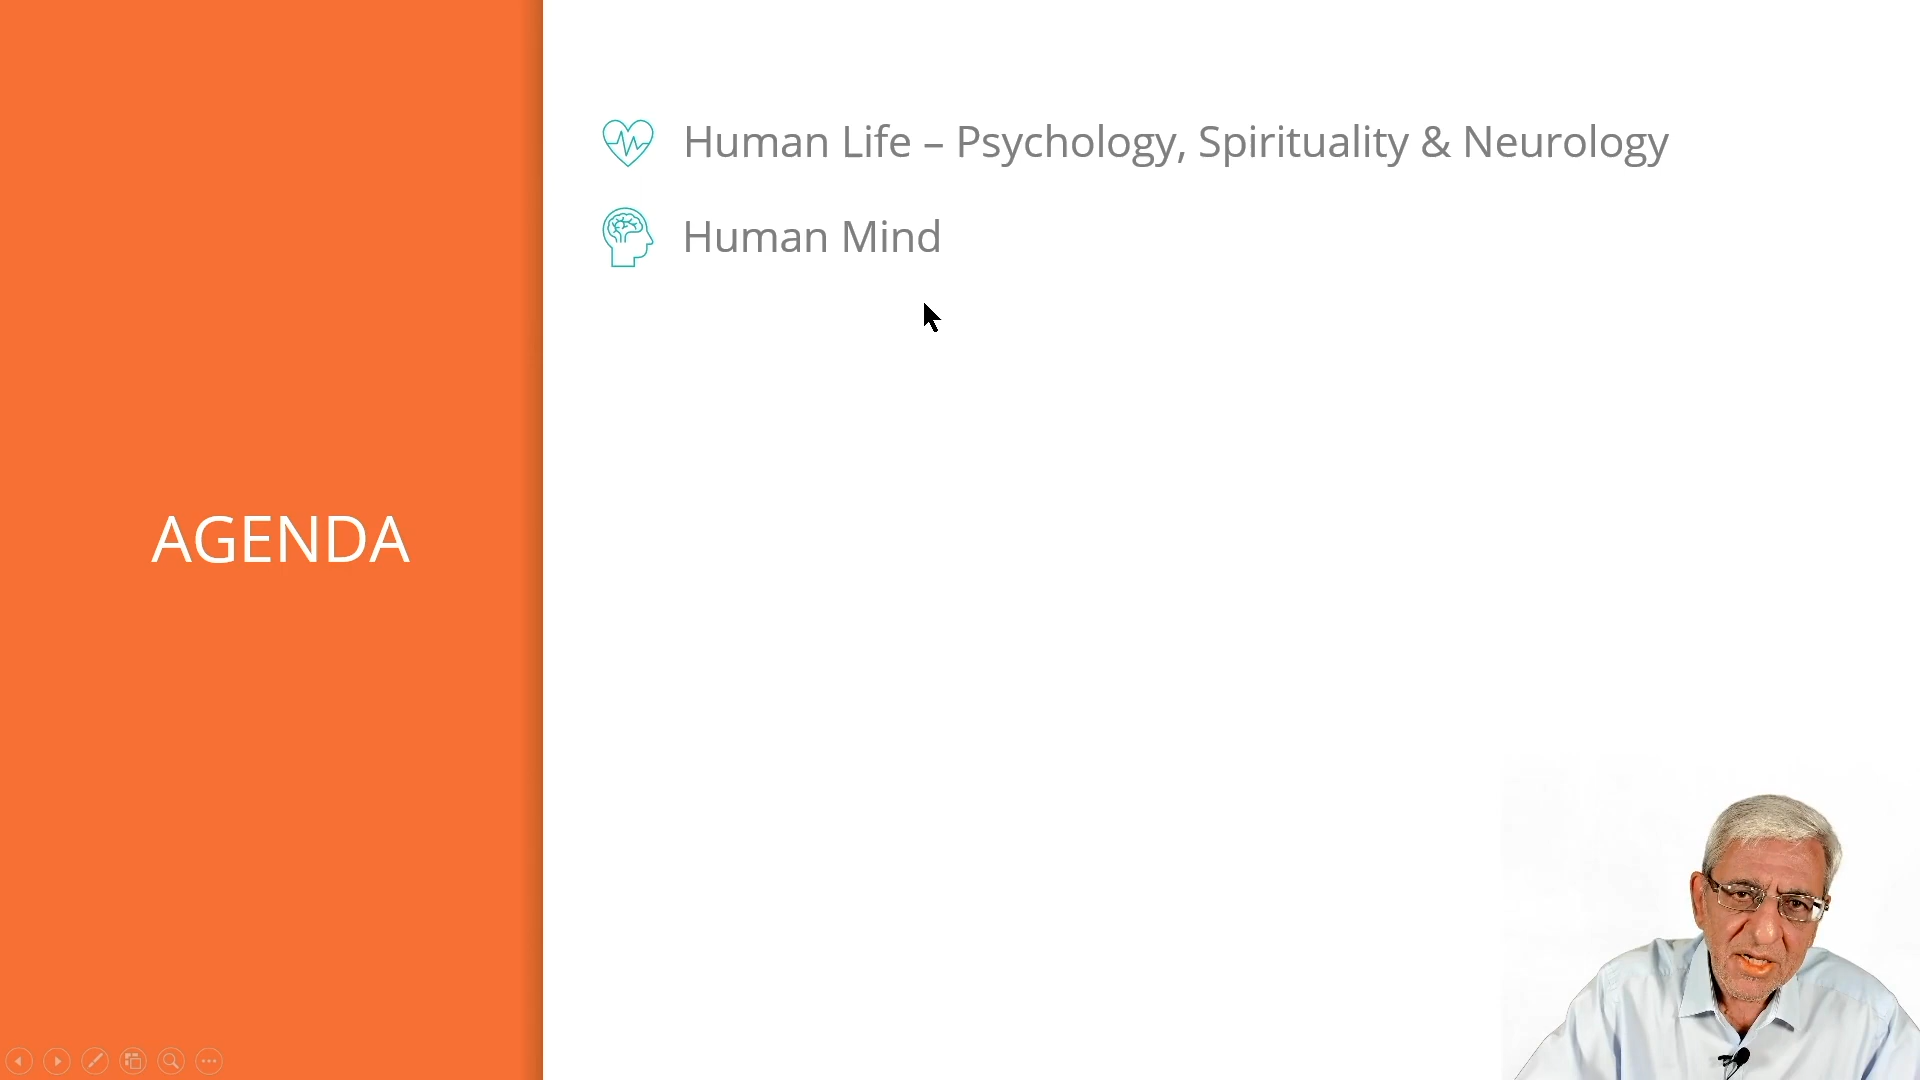 AGENDA
Human Life – Psychology, Spirituality & Neurology
Human Mind